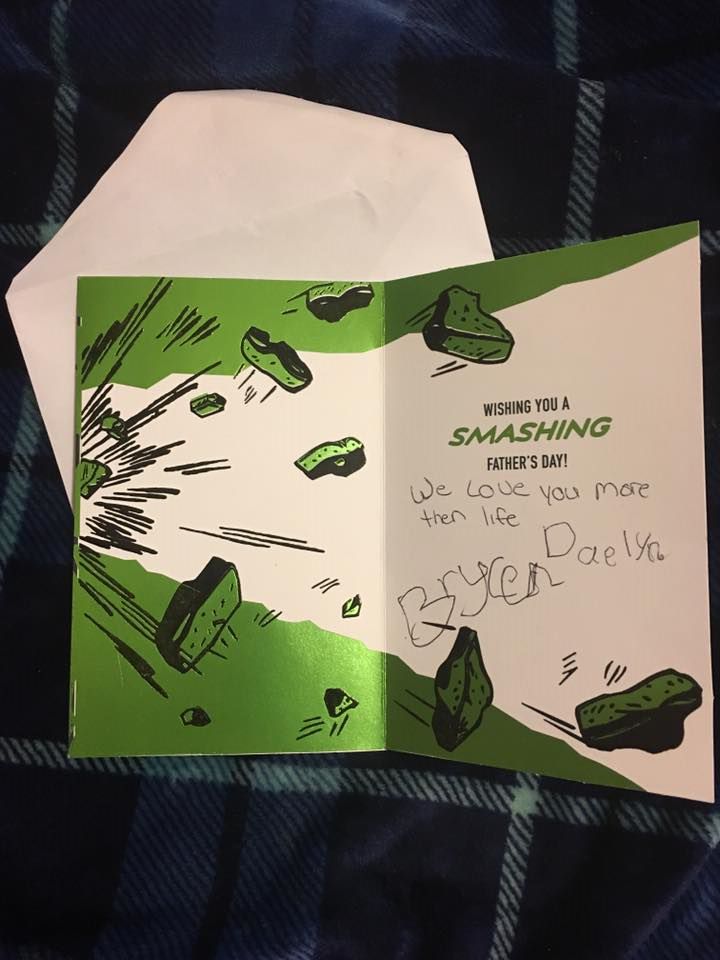 WISHING YOU A
SMASHING
FATHER'S DAY!
We Love you more
then life
Daelyn
Brycen